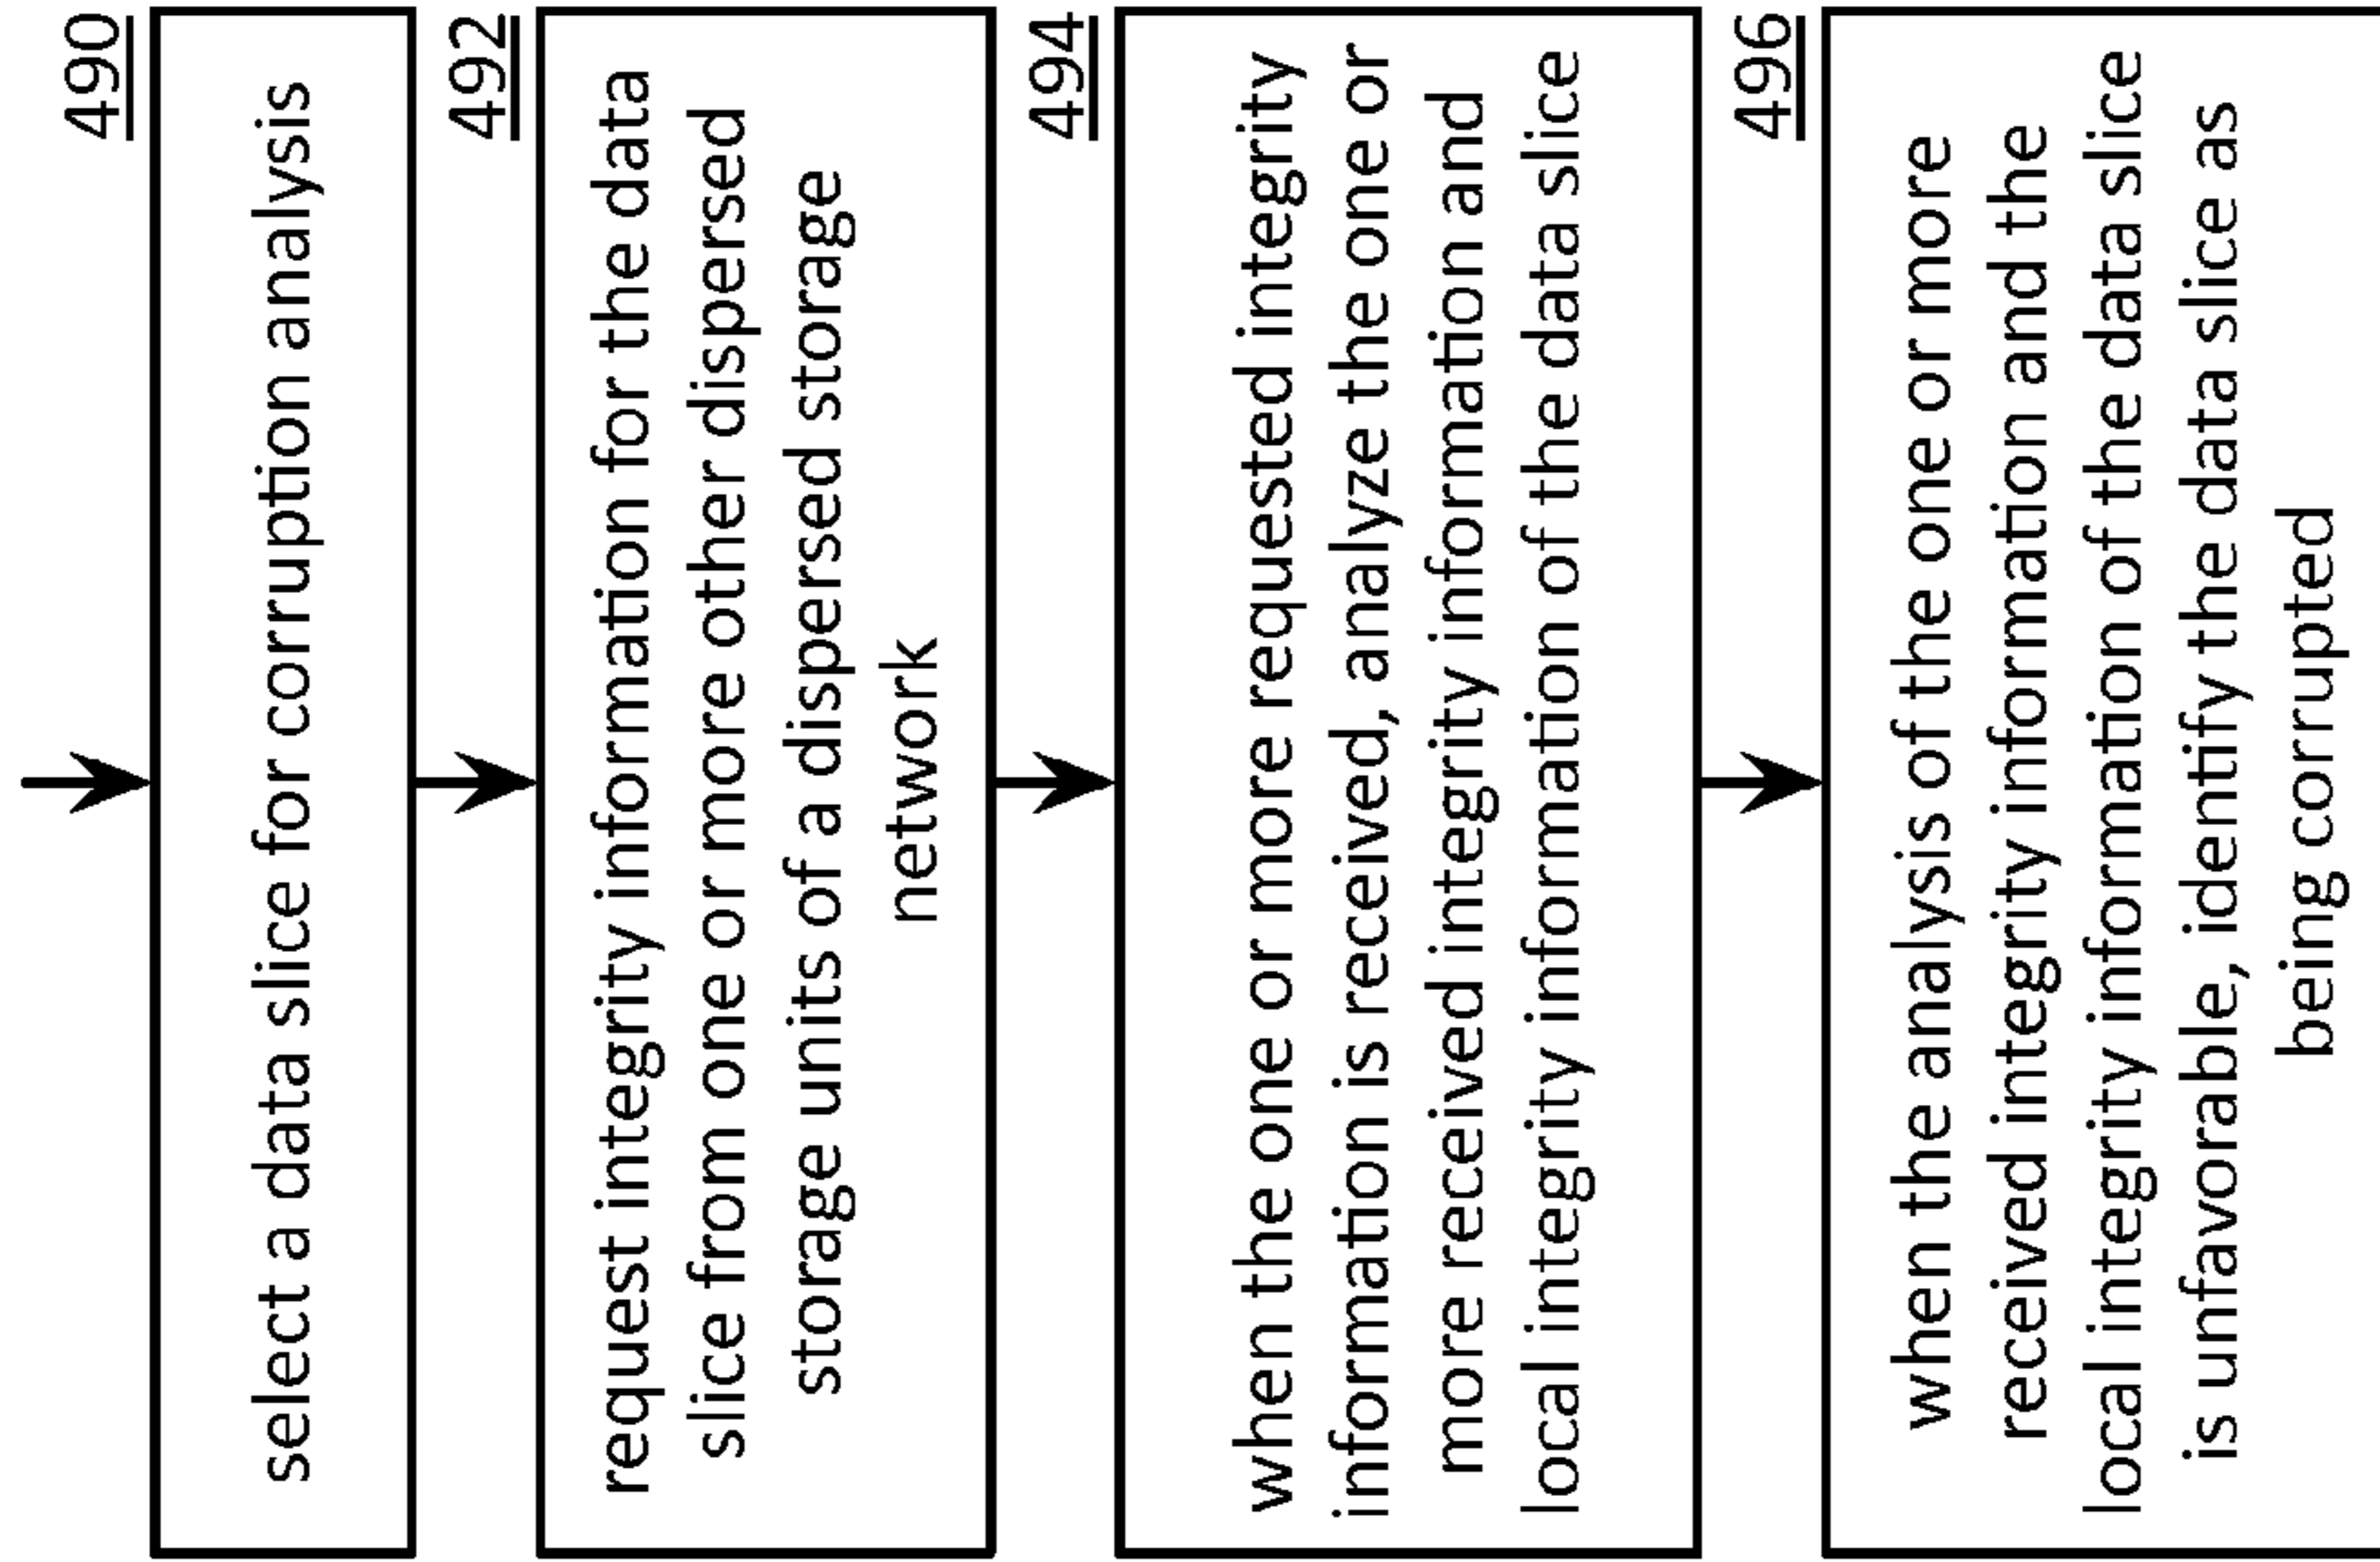 490
select a data slice for corruption analysis
492
request integrity information for the data
slice from one or more other dispersed
storage units of a dispersed storage
network
494
when the one or more requested integrity
information is received, analyze the one or
more received integrity information and
local integrity information of the data slice
496
when the analysis of the one or more
received integrity information and the
local integrity information of the data slice
is unfavorable, identify the data slice as
being corrupted